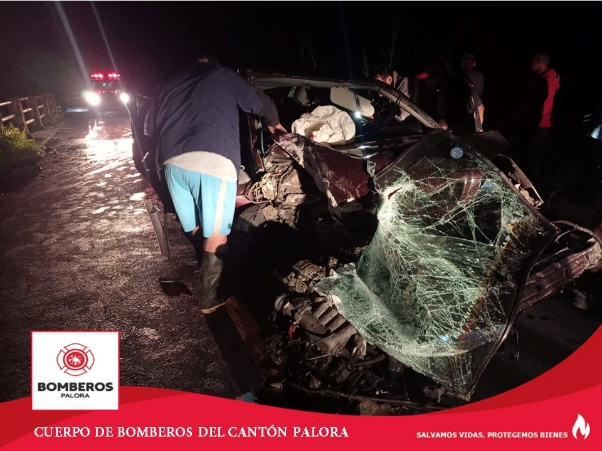 BOMBEROS
PALORA
CUERPO DE BOMBEROS DEL CANTÓN PALORA
SALVAMOS VIDAS, PROTEGEMOS BIENES